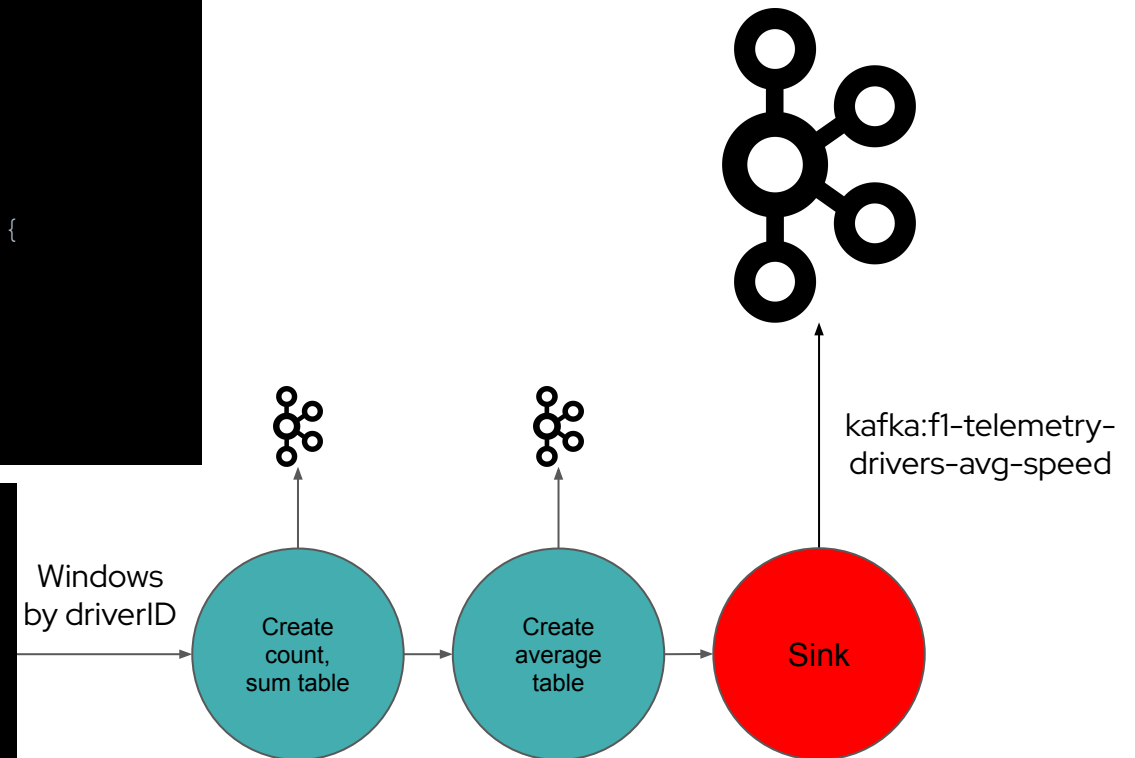 {
kafka:f1-telemetry-
drivers-avg-speed
Windows
by driverID
Create
count,
sum table
Create
average
table
Sink